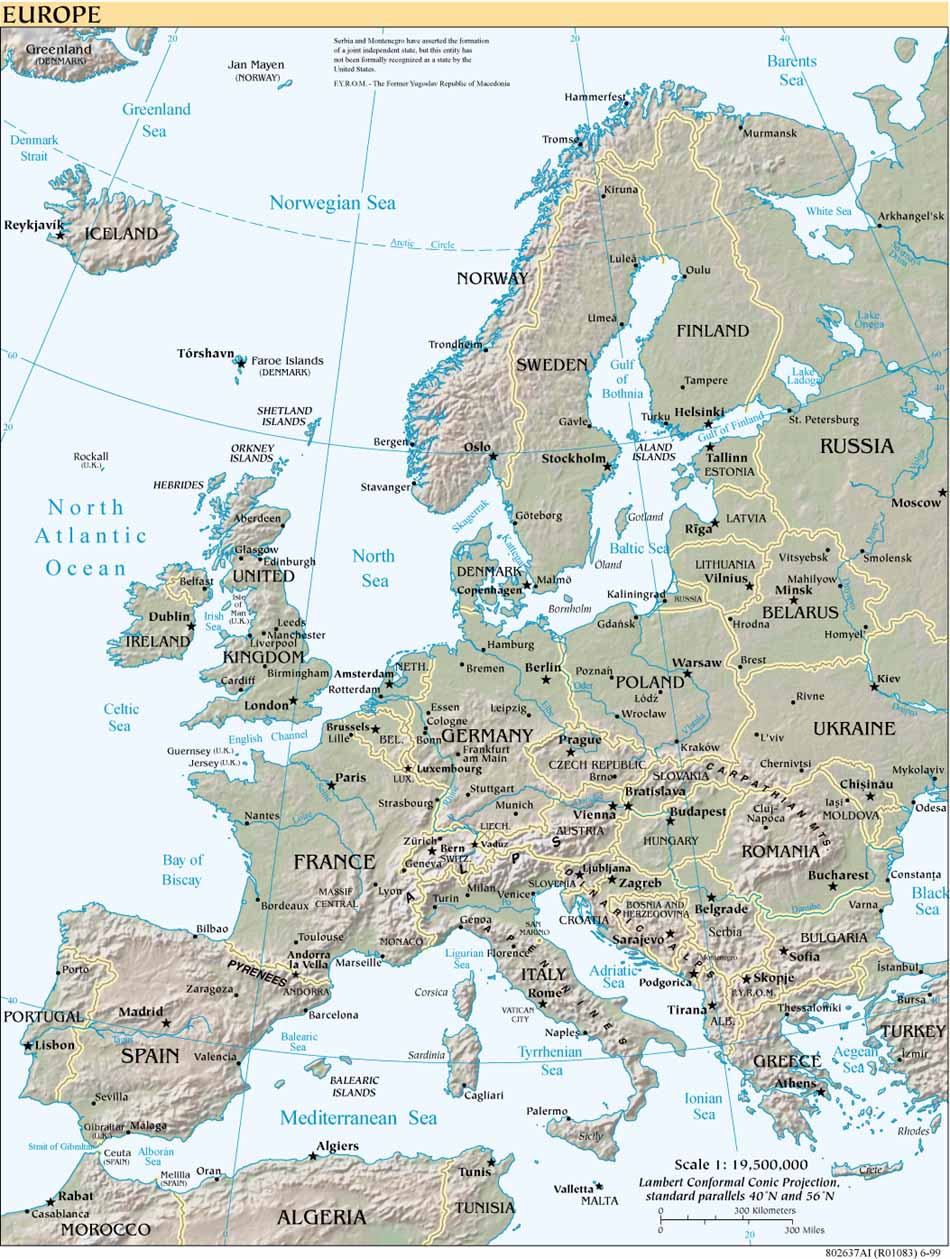 EUROPE
Greenland
(DENMARK)
20
Jan Mayen
(NORWAY)
Serbia and Montenegro have asserted the formation
of a joint independent state, but this entity has
not been formally recognized as a state by the
United States.
F.Y.R.O.M. - The Former Yugoslav Republic of Macedonia
20
40
Barents
Sea
Greenland
Sea
Denmark
Strait
Hammerfest
Tromsø
Murmansk
Kiruna
Norwegian Sea
White Sea
Arkhangel'sk
Severnaya
Dvina
Reykjavík
ICELAND
Arctic Circle
Luleå
Oulu
NORWAY
Umeå
FINLAND
Lake
Onega
Trondheim
Tórshavn
Faroe Islands
(DENMARK)
60
SWEDEN
Gulf
of
Bothnia
Tampere
Lake
Ladoga
60
40
SHETLAND
ISLANDS
20
Gävle
Turku
Helsinki
Gulf of Finland
St. Petersburg
Bergen
Oslo
Stockholm
ALAND
ISLANDS
Tallinn
ESTONIA
RUSSIA
ORKNEY
ISLANDS
Rockall
(U.K.)
HEBRIDES
Stavanger
Moscow
North
Atlantic
Ocean
Aberdeen
Skagerrak
Göteborg
Gotland
Rīga
LATVIA
Kattegat
Baltic Sea
Glasgow
Edinburgh
North
Sea
Öland
LITHUANIA
Vilnius
Vitsyebsk
Smolensk
UNITED
KINGDOM
Belfast
DENMARK
Copenhagen
Malmö
Bornholm
Kaliningrad
RUSSIA
Minsk
Mahilyow
BELARUS
Isle
of
Man
(U.K.)
Dublin
IRELAND
Irish
Sea
Leeds
Manchester
Liverpool
Gdańsk
Hrodna
Homyel'
Hamburg
Birmingham
Cardiff
NETH.
Amsterdam
Rotterdam
Bremen
Berlin
Poznań
POLAND
Warsaw
Brest
Oder
Łódź
Kiev
London
Celtic
Sea
English Channel
Essen
Cologne
Bonn
Leipzig
Elbe
Wroclaw
Vistula
Rivne
Dnipro
Brussels
Lille
BEL.
GERMANY
UKRAINE
Guernsey (U.K.)
Jersey (U.K.)
Frankfurt
am Main
Prague
CZECH REPUBLIC
Kraków
L'viv
LUX.
Luxembourg
Brno
SLOVAKIA
CARPATHIAN MTS.
Chernivtsi
Mykolayiv
Paris
Strasbourg
Stuttgart
Rhine
Munich
Danube
Vienna
Bratislava
Budapest
Chișinău
Iași
MOLDOVA
Odesa
Nantes
Loire
Zürich
Bern
SWITZ.
LIECH.
Vaduz
AUSTRIA
HUNGARY
Cluj-
Napoca
ROMANIA
Bay of
Biscay
FRANCE
Geneva
ALPS
Ljubljana
SLOVENIA
Zagreb
MASSIF
CENTRAL
Lyon
Turin
Milan
Po
Venice
CROATIA
BOSNIA AND
HERZEGOVINA
Belgrade
Bucharest
Constanța
Black
Sea
Bordeaux
Genoa
SAN
MARINO
DINARIC ALPS
Sarajevo
Serbia
Danube
Varna
Bilbao
Toulouse
MONACO
Marseille
Ligurian
Sea
Florence
APENNINES
Montenegro
BULGARIA
Sofia
Porto
PYRENEES
Andorra
la Vella
ANDORRA
ITALY
Adriatic
Sea
Podgorica
Skopje
F.Y.R.O.M.
İstanbul
Zaragoza
Corsica
Rome
VATICAN
CITY
Bursa
40
PORTUGAL
Madrid
Barcelona
Tirana
ALB.
Thessaloniki
TURKEY
Lisbon
Tagus
SPAIN
Valencia
Balearic
Sea
Sardinia
Naples
Tyrrhenian
Sea
GREECE
Aegean
Sea
İzmir
BALEARIC
ISLANDS
Athens
Sevilla
Cagliari
Ionian
Sea
Gibraltar
(U.K.)
Málaga
Mediterranean Sea
Palermo
Sicily
Rhodes
Strait of Gibraltar
Ceuta
(SPAIN)
Alborán
Sea
Melilla
(SPAIN)
Oran
Algiers
Tunis
Crete
Rabat
Casablanca
MOROCCO
ALGERIA
TUNISIA
Valletta
MALTA
Scale 1: 19,500,000
Lambert Conformal Conic Projection,
standard parallels 40°N and 56°N
0 300 Kilometers
0 300 Miles
20
802637AI (R01083) 6-99